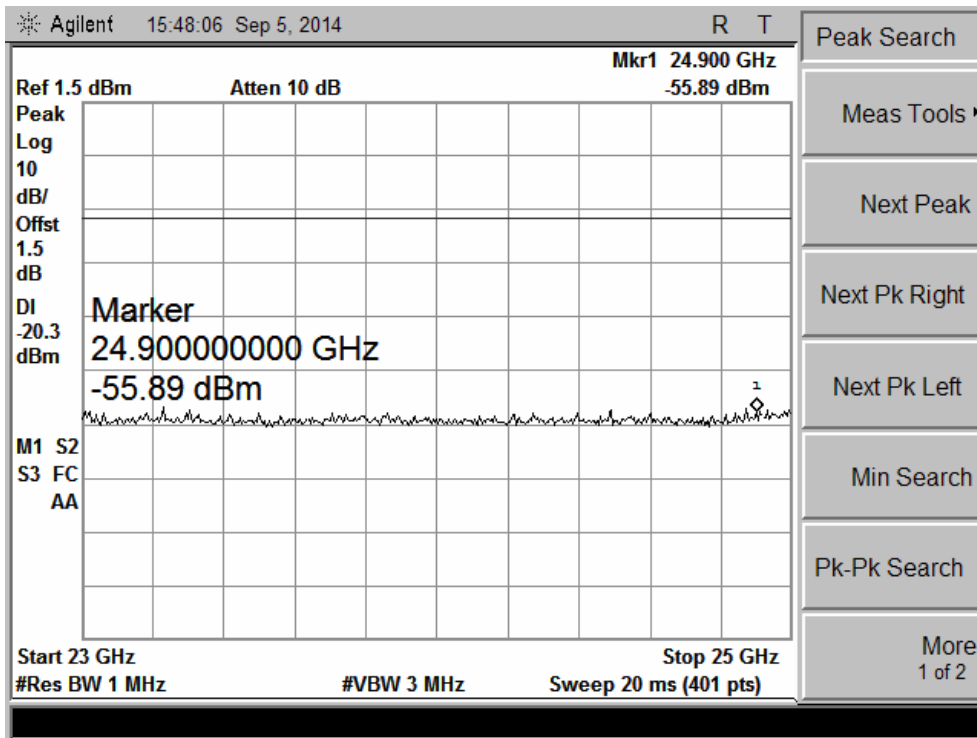 Agilent 15:48:06 Sep 5, 2014 R T
Mkr1 24.900 GHz
Ref 1.5 dBm Atten 10 dB -55.89 dBm
Peak
Log
10
dB/
Offst
1.5
dB
DI
-20.3
dBm
Marker
24.900000000 GHz
-55.89 dBm
1
M1 S2
S3 FC
AA
Start 23 GHz Stop 25 GHz
#Res BW 1 MHz #VBW 3 MHz Sweep 20 ms (401 pts)
Peak Search
Meas Tools
Next Peak
Next Pk Right
Next Pk Left
Min Search
Pk-Pk Search
More
1 of 2